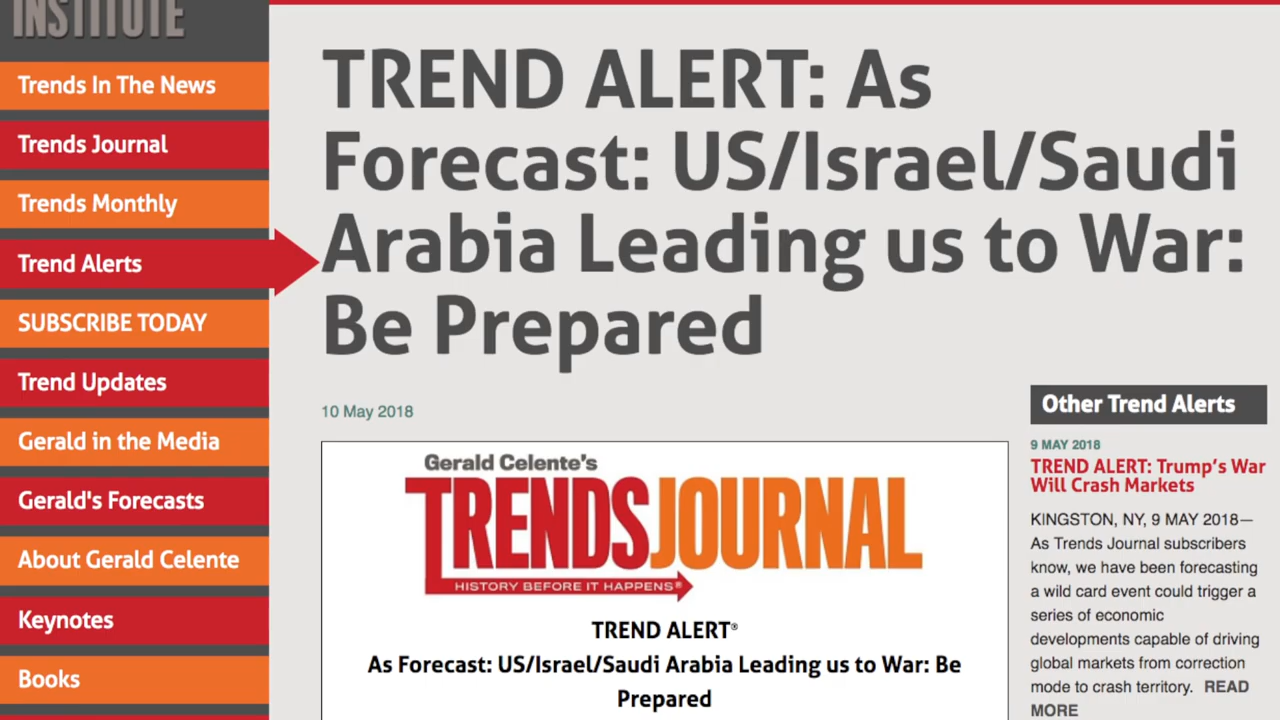 INSTITUTE
Trends In The News
Trends Journal
Trends Monthly
Trend Alerts
SUBSCRIBE TODAY
Trend Updates
Gerald in the Media
Gerald's Forecasts
About Gerald Celente
Keynotes
Books
TREND ALERT: As
Forecast: US/Israel/Saudi
Arabia Leading us to War:
Be Prepared
10 May 2018
Gerald Celente's
TRENDSJOURNAL
HISTORY BEFORE IT HAPPENS®
TREND ALERT®
As Forecast: US/Israel/Saudi Arabia Leading us to War: Be
Prepared
Other Trend Alerts
9 MAY 2018
TREND ALERT: Trump's War
Will Crash Markets
KINGSTON, NY, 9 MAY 2018—
As Trends Journal subscribers
know, we have been forecasting
a wild card event could trigger a
series of economic
developments capable of driving
global markets from correction
mode to crash territory. READ
MORE